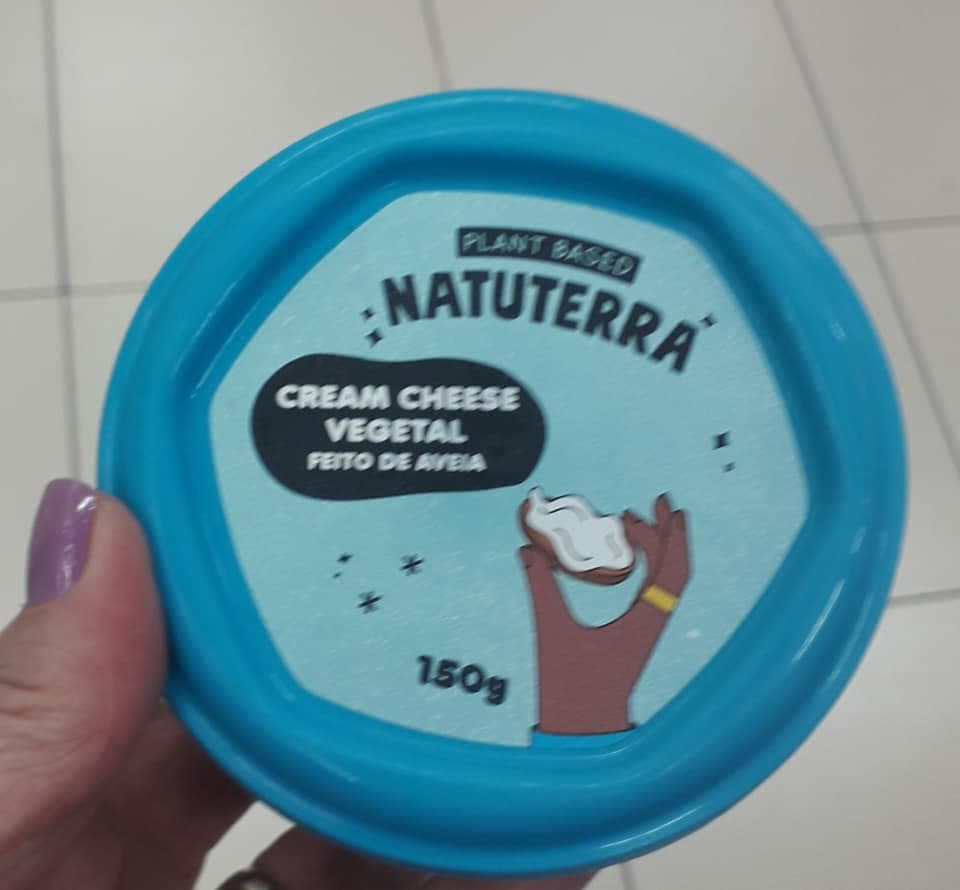 PLANT BASED
NATUTERRA
CREAM CHEESE
VEGETAL
FEITO DE AVEIA
150g